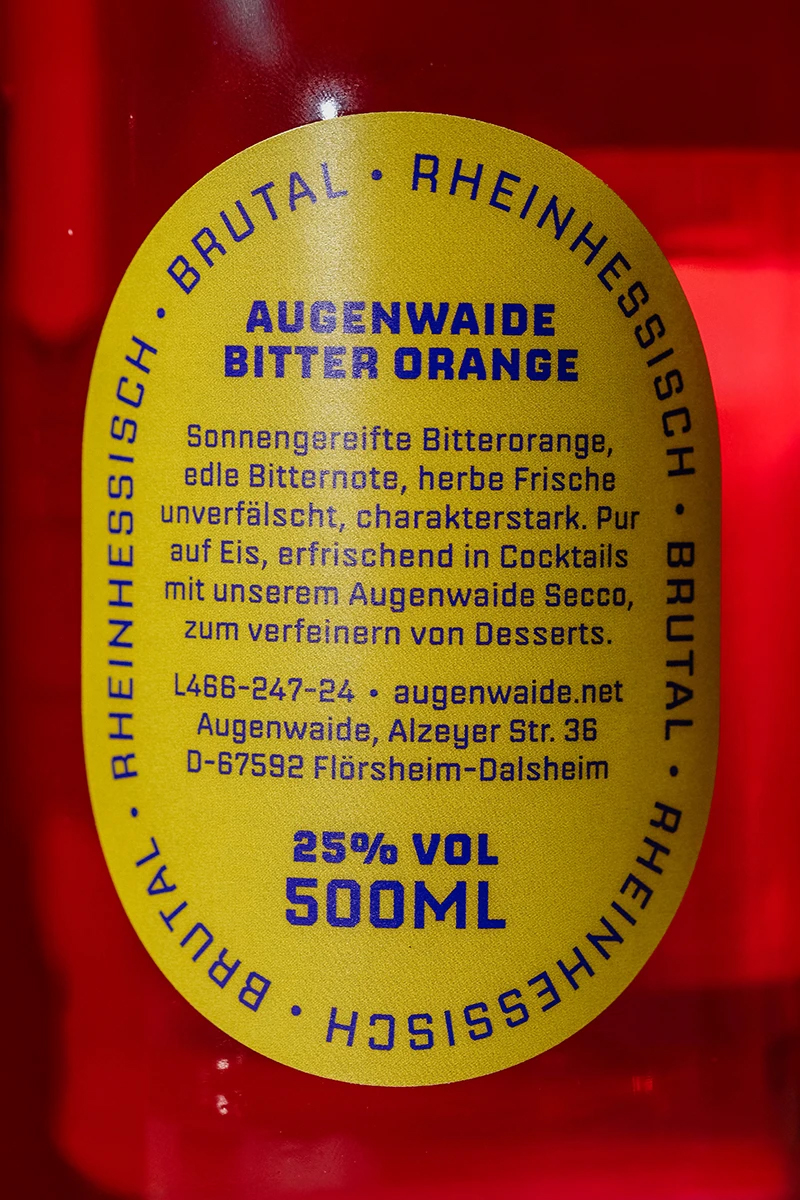 BRUTAL • RHEINHESSISCH • BRUTAL • RHEINHESSISCH • BRUTAL • RHEINHESSISCH •
AUGENWAIDE
BITTER ORANGE
Sonnengereifte Bitterorange,
edle Bitternote, herbe Frische
unverfälscht, charakterstark. Pur
auf Eis, erfrischend in Cocktails
mit unserem Augenwaide Secco,
zum verfeinern von Desserts.
L466-247-24 • augenwaide.net
Augenwaide, Alzeyer Str. 36
D-67592 Flörsheim-Dalsheim
25% VOL
500ML